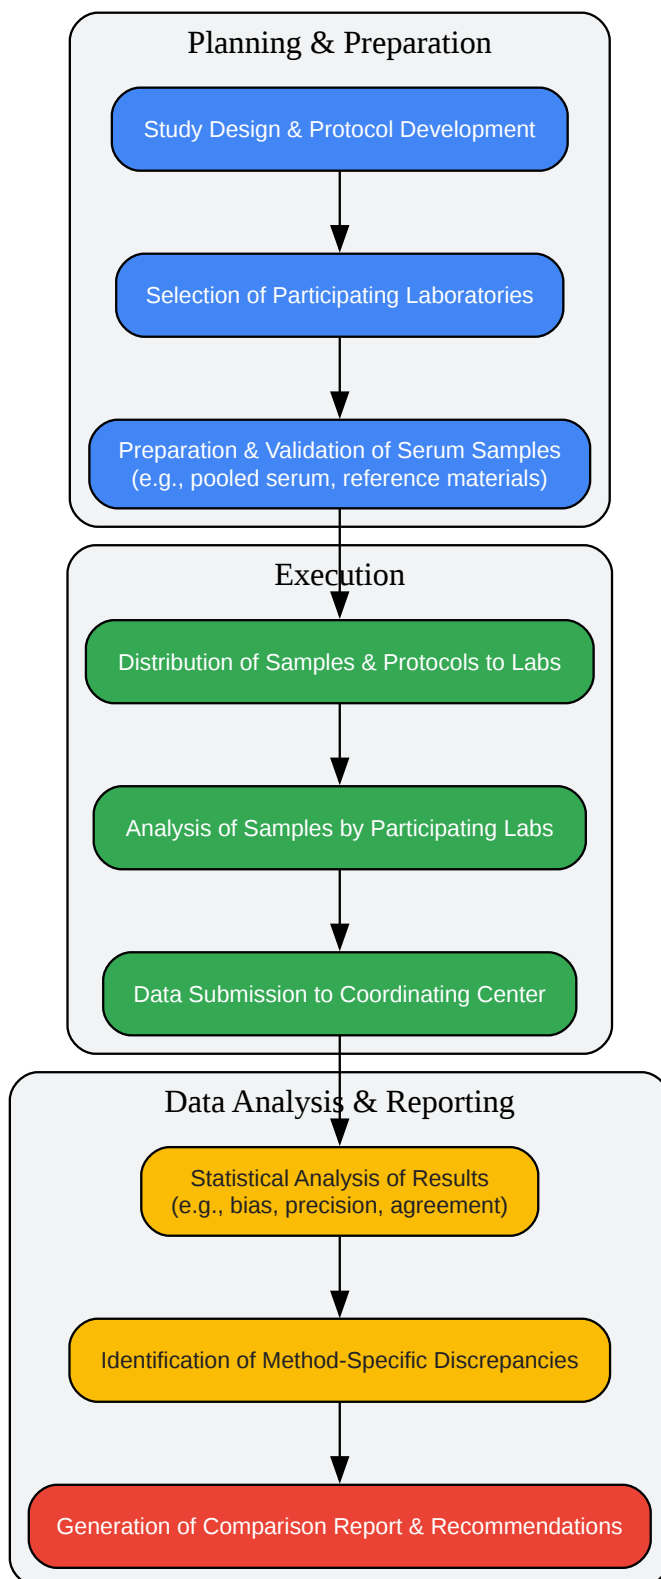 Planning & Preparation
Study Design & Protocol Development
Selection of Participating Laboratories
Preparation & Validation of Serum Samples
(e.g., pooled serum, reference materials)
Execution
Distribution of Samples & Protocols to Labs
Analysis of Samples by Participating Labs
Data Submission to Coordinating Center
Data Analysis & Reporting
Statistical Analysis of Results
(e.g., bias, precision, agreement)
Identification of Method-Specific Discrepancies
Generation of Comparison Report & Recommendations